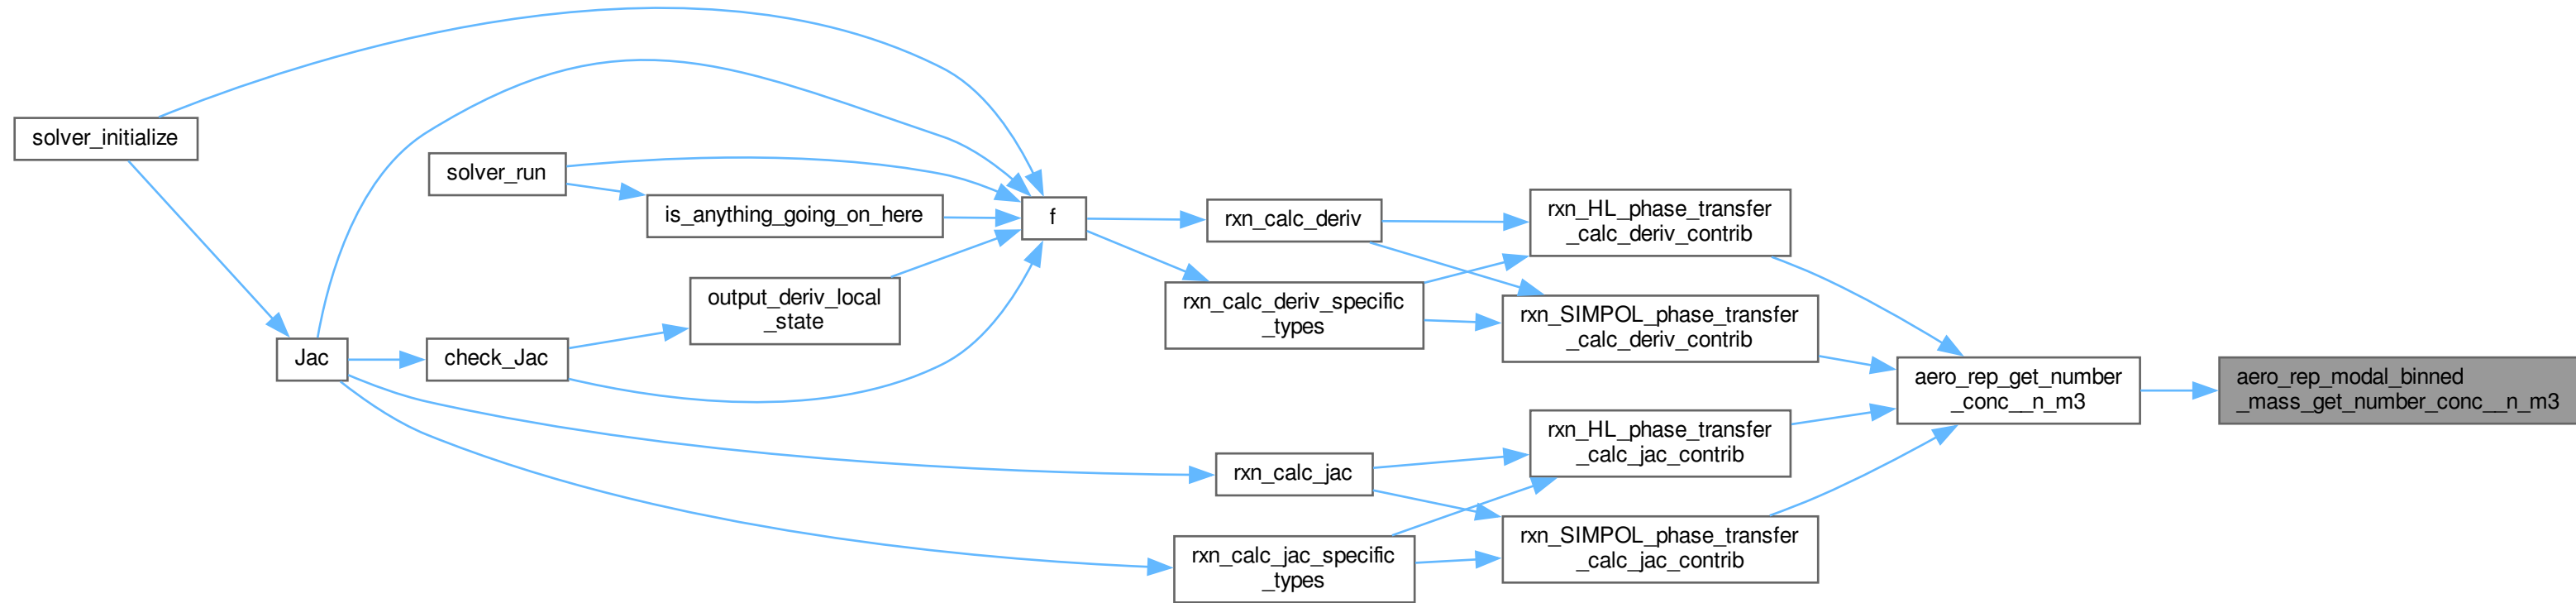 solver_initialize
solver_run
is_anything_going_on_here
f
output_deriv_local
_state
Jac
check_Jac
rxn_calc_deriv
rxn_calc_deriv_specific
_types
rxn_calc_jac
rxn_calc_jac_specific
_types
rxn_HL_phase_transfer
_calc_deriv_contrib
rxn_SIMPOL_phase_transfer
_calc_deriv_contrib
rxn_HL_phase_transfer
_calc_jac_contrib
rxn_SIMPOL_phase_transfer
_calc_jac_contrib
aero_rep_get_number
_conc__n_m3
aero_rep_modal_binned
_mass_get_number_conc__n_m3